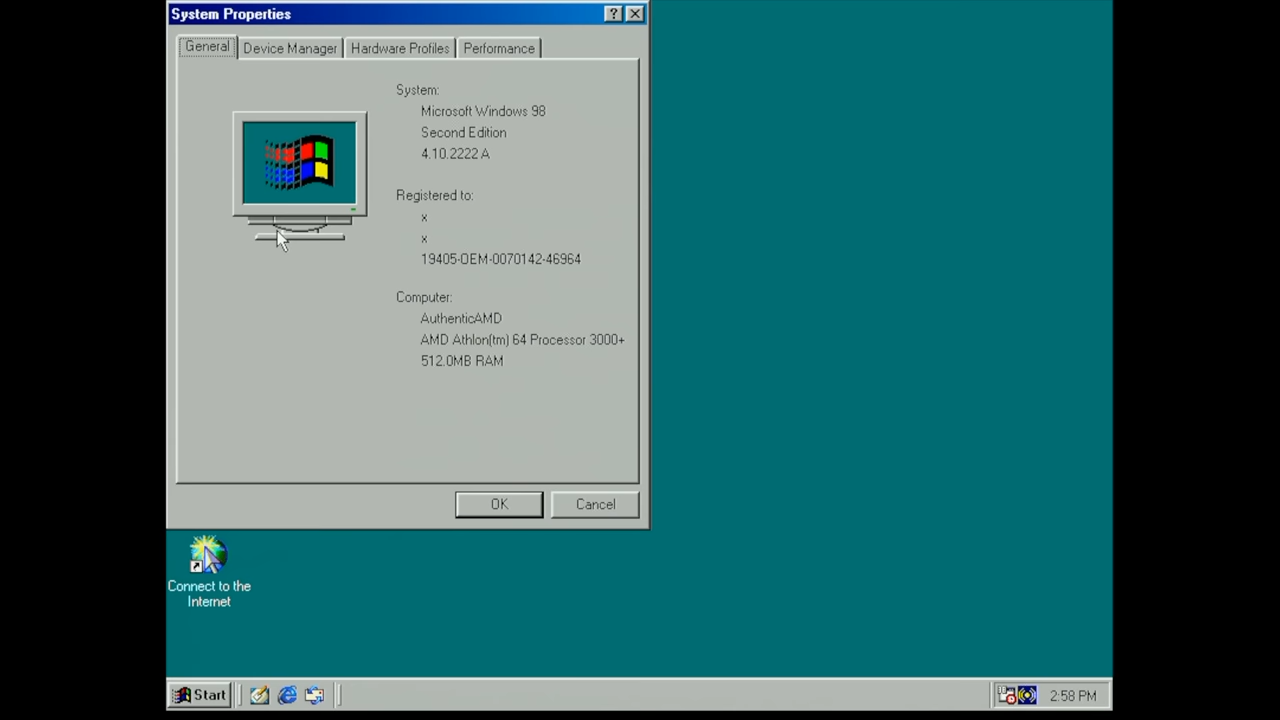 System Properties
General
Device Manager
Hardware Profiles
Performance
System:
Microsoft Windows 98
Second Edition
4.10.2222 A
Registered to:
x
x
19405-OEM-0070142-46964
Computer:
AuthenticAMD
AMD Athlon(tm) 64 Processor 3000+
512.0MB RAM
OK
Cancel
Connect to the
Internet
Start
2:58 PM